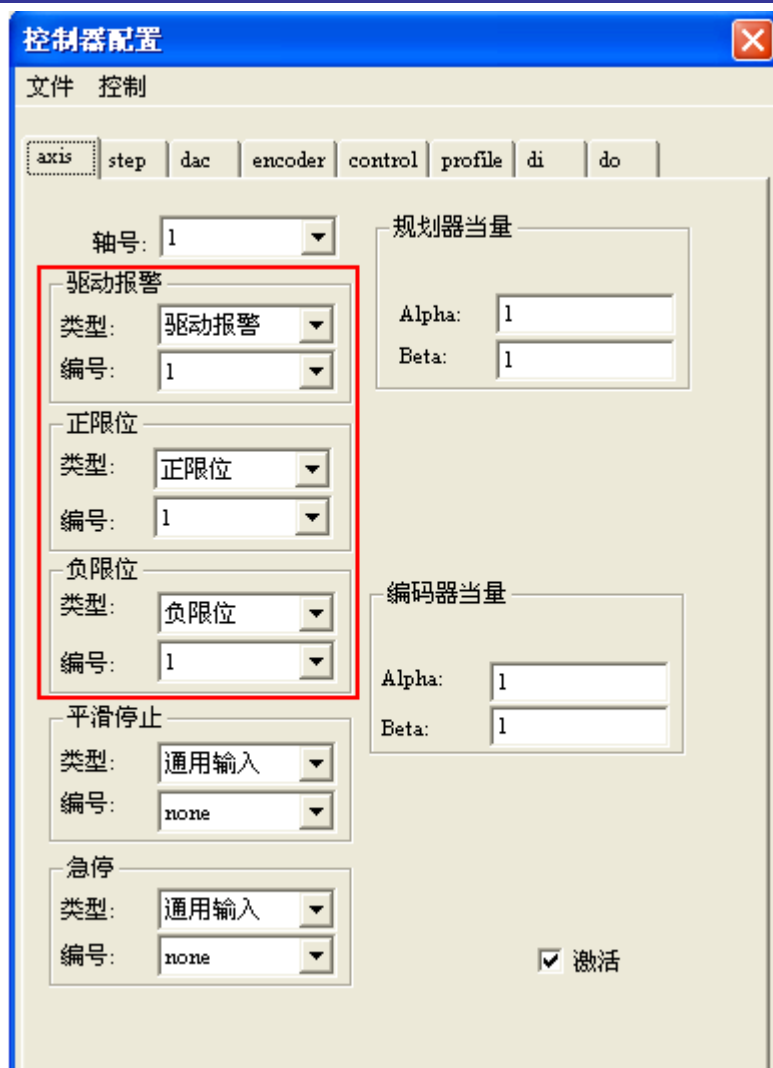 控制器配置
文件 控制
axis step dac encoder control profile di do
轴号: 1
驱动报警
类型: 驱动报警
编号: 1
正限位
类型: 正限位
编号: 1
负限位
类型: 负限位
编号: 1
平滑停止
类型: 通用输入
编号: none
急停
类型: 通用输入
编号: none
规划器当量
Alpha: 1
Beta: 1
编码器当量
Alpha: 1
Beta: 1
激活